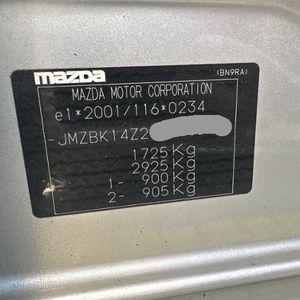 mazda (BN9RA)
MAZDA MOTOR CORPORATION
e1*2001/116*0234
-JMZBK14Z2
1725 Kg
2925 Kg
1- 900 Kg
2- 905 Kg